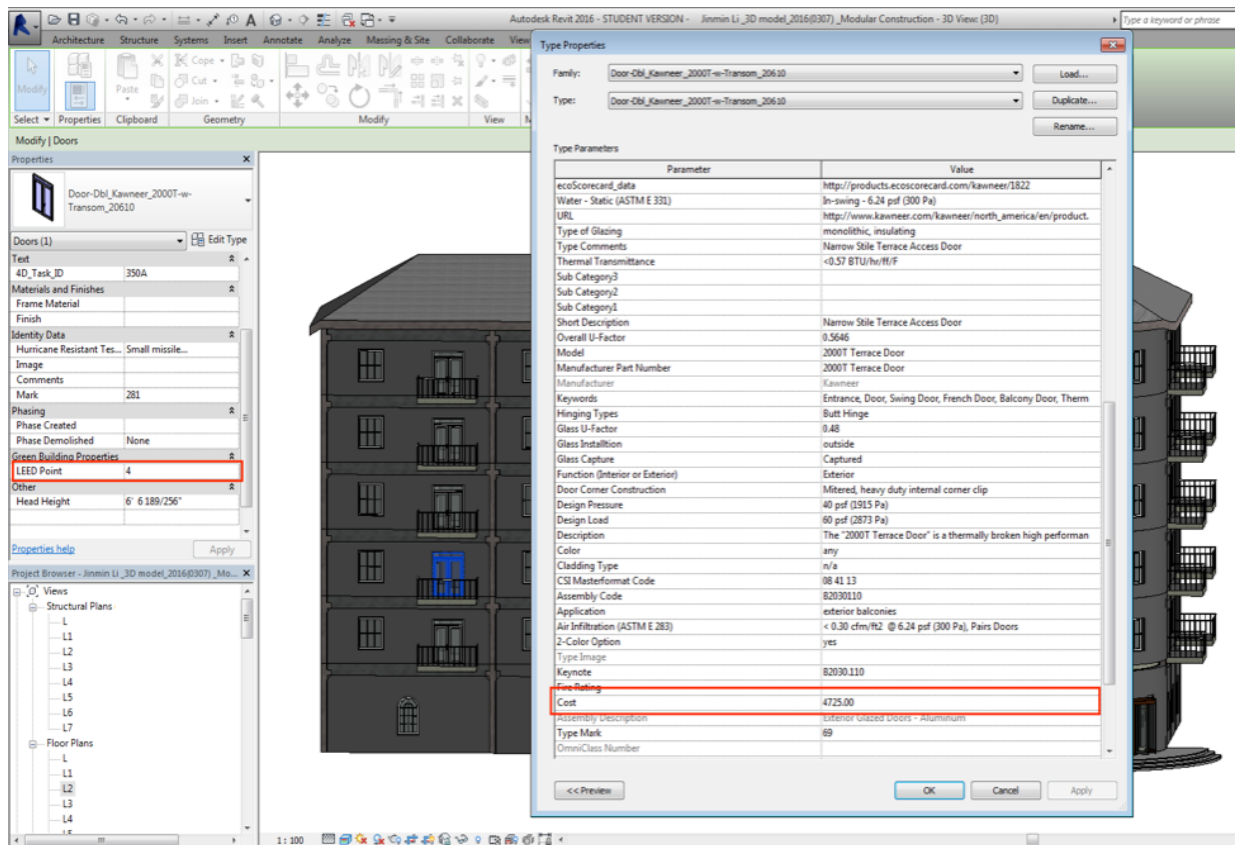 Autodesk Revit 2016 - STUDENT VERSION - Jinmin Li _3D model_2016(0307) _Modular Construction - 3D View: {3D}
Type a keyword or phrase
Architecture Structure Systems Insert Annotate Analyze Massing & Site Collaborate View
Modify
Paste
Cope
Cut
Join
Select Properties Clipboard Geometry Modify View
Modify | Doors
Properties
Door-Dbl_Kawneer_2000T-w-
Transom_20610
Doors (1) Edit Type
Text
4D_Task_ID 350A
Materials and Finishes
Frame Material
Finish
Identity Data
Hurricane Resistant Tes... Small missile...
Image
Comments
Mark 281
Phasing
Phase Created
Phase Demolished None
Green Building Properties
LEED Point 4
Other
Head Height 6' 6 189/256"
Properties help Apply
Project Browser - Jinmin Li _3D model_2016(0307) _Mo...
Views
Structural Plans
L
L1
L2
L3
L4
L5
L6
L7
Floor Plans
L
L1
L2
L3
L4
L5
1 : 100
Type Properties
Family: Door-Dbl_Kawneer_2000T-w-Transom_20610 Load...
Type: Door-Dbl_Kawneer_2000T-w-Transom_20610 Duplicate...
Rename...
Type Parameters
Parameter Value
ecoScorecard_data http://products.ecoscorecard.com/kawneer/1822
Water - Static (ASTM E 331) In-swing - 6.24 psf (300 Pa)
URL http://www.kawneer.com/kawneer/north_america/en/product.
Type of Glazing monolithic, insulating
Type Comments Narrow Stile Terrace Access Door
Thermal Transmittance <0.57 BTU/hr/ff/F
Sub Category3
Sub Category2
Sub Category1
Short Description Narrow Stile Terrace Access Door
Overall U-Factor 0.5646
Model 2000T Terrace Door
Manufacturer Part Number 2000T Terrace Door
Manufacturer Kawneer
Keywords Entrance, Door, Swing Door, French Door, Balcony Door, Therm
Hinging Types Butt Hinge
Glass U-Factor 0.48
Glass Installtion outside
Glass Capture Captured
Function (Interior or Exterior) Exterior
Door Corner Construction Mitered, heavy duty internal corner clip
Design Pressure 40 psf (1915 Pa)
Design Load 60 psf (2873 Pa)
Description The "2000T Terrace Door" is a thermally broken high performan
Color any
Cladding Type n/a
CSI Masterformat Code 08 41 13
Assembly Code B2030110
Application exterior balconies
Air Infiltration (ASTM E 283) < 0.30 cfm/ft2 @ 6.24 psf (300 Pa), Pairs Doors
2-Color Option yes
Type Image
Keynote B2030.110
Fire Rating
Cost 4725.00
Assembly Description Exterior Glazed Doors - Aluminum
Type Mark 69
OmniClass Number
<< Preview OK Cancel Apply